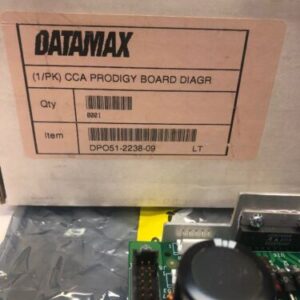 DATAMAX
(1/PK) CCA PRODIGY BOARD DIAGR
Qty
0001
Item
DPO51-2238-09 LT